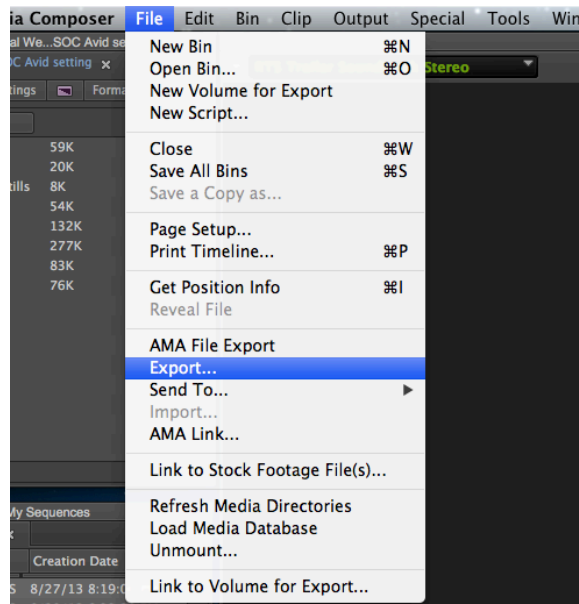 ia Composer File Edit Bin Clip Output Special Tools Win
al We...SOC Avid se
OC Avid setting x
Stereo
tings Forma
59K
20K
tills 8K
54K
132K
277K
83K
76K
New Bin ⌘N
Open Bin... ⌘O
New Volume for Export
New Script...
Close ⌘W
Save All Bins ⌘S
Save a Copy as...
Page Setup...
Print Timeline... ⌘P
Get Position Info ⌘I
Reveal File
AMA File Export
Export...
Send To...
Import...
AMA Link...
Link to Stock Footage File(s)...
Refresh Media Directories
Load Media Database
Unmount...
Link to Volume for Export...
My Sequences
Creation Date
S 8/27/13 8:19:0